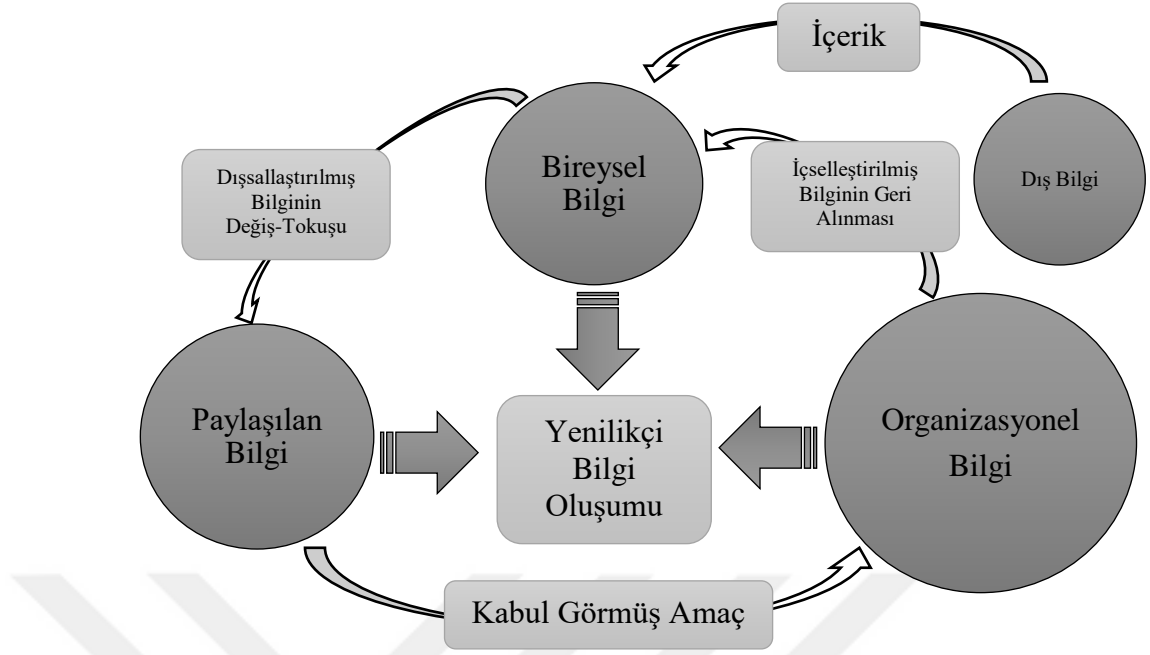 İçerik
Bireysel
Bilgi
Dışsallaştırılmış
Bilginin
Değiş-Tokuşu
İçselleştirilmiş
Bilginin Geri
Alınması
Dış Bilgi
Paylaşılan
Bilgi
Yenilikçi
Bilgi
Oluşumu
Organizasyonel
Bilgi
Kabul Görmüş Amaç